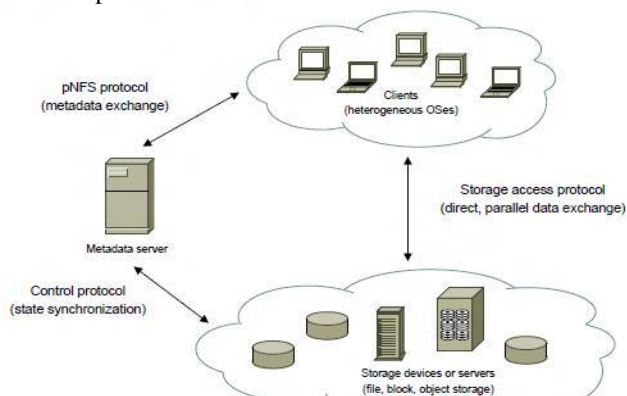 pNFS protocol
(metadata exchange)
Clients
(heterogeneous OSes)
Storage access protocol
(direct, parallel data exchange)
Metadata server
Control protocol
(state synchronization)
Storage devices or servers
(file, block, object storage)